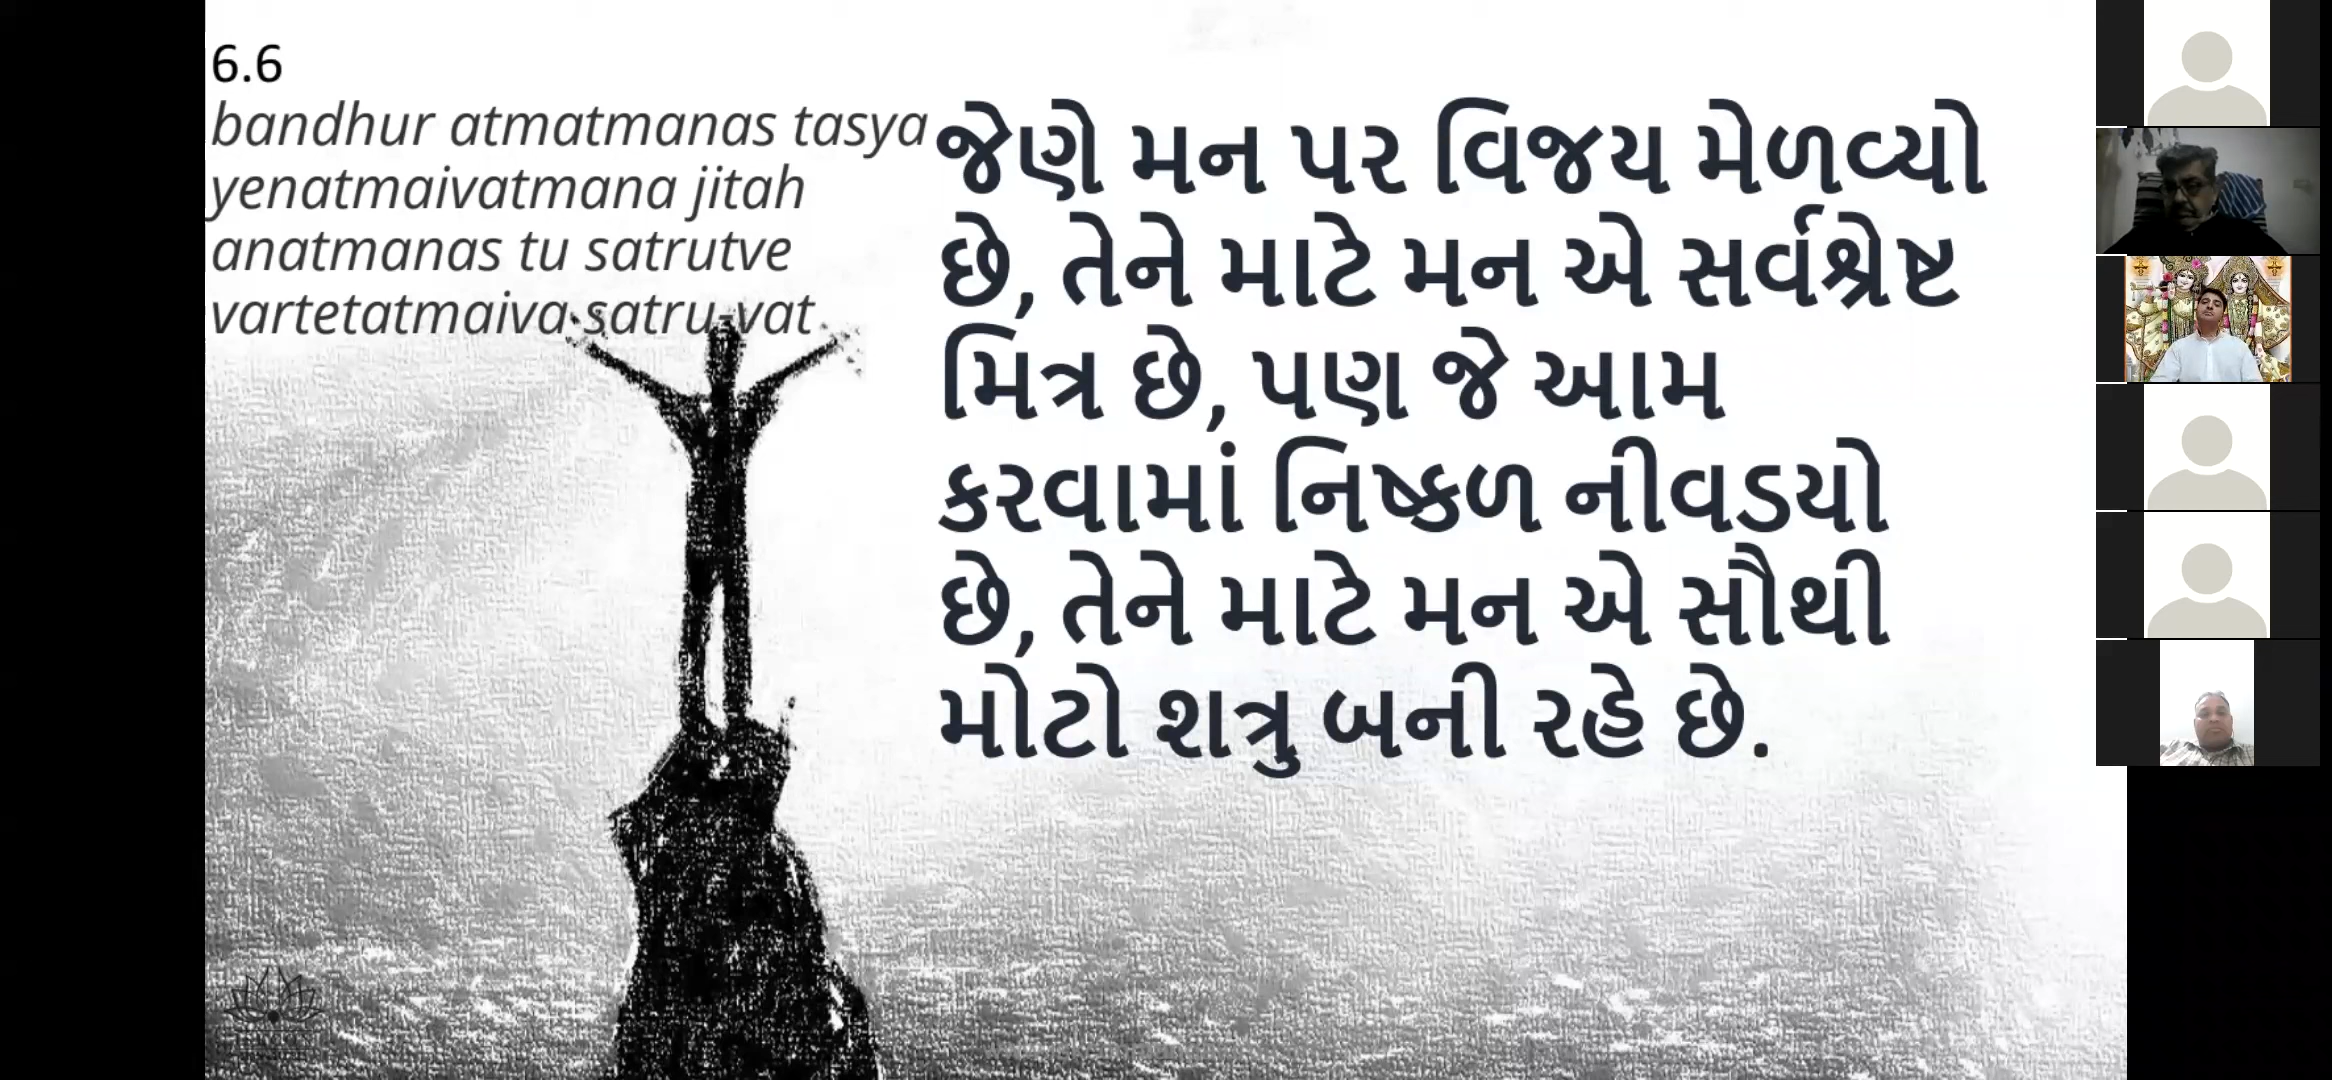 6.6
bandhur atmatmanas tasya
yenatmaivatmana jitah
anatmanas tu satrutve
vartetatmaiva satru-vat
જેણે મન પર વિજય મેળવ્યો
છે, તેને માટે મન એ સર્વશ્રેષ્ટ
મિત્ર છે, પણ જે આમ
કરવામાં નિષ્કળ નીવડયો
છે, તેને માટે મન એ સૌથી
મોટો શત્રુ બની રહે છે.